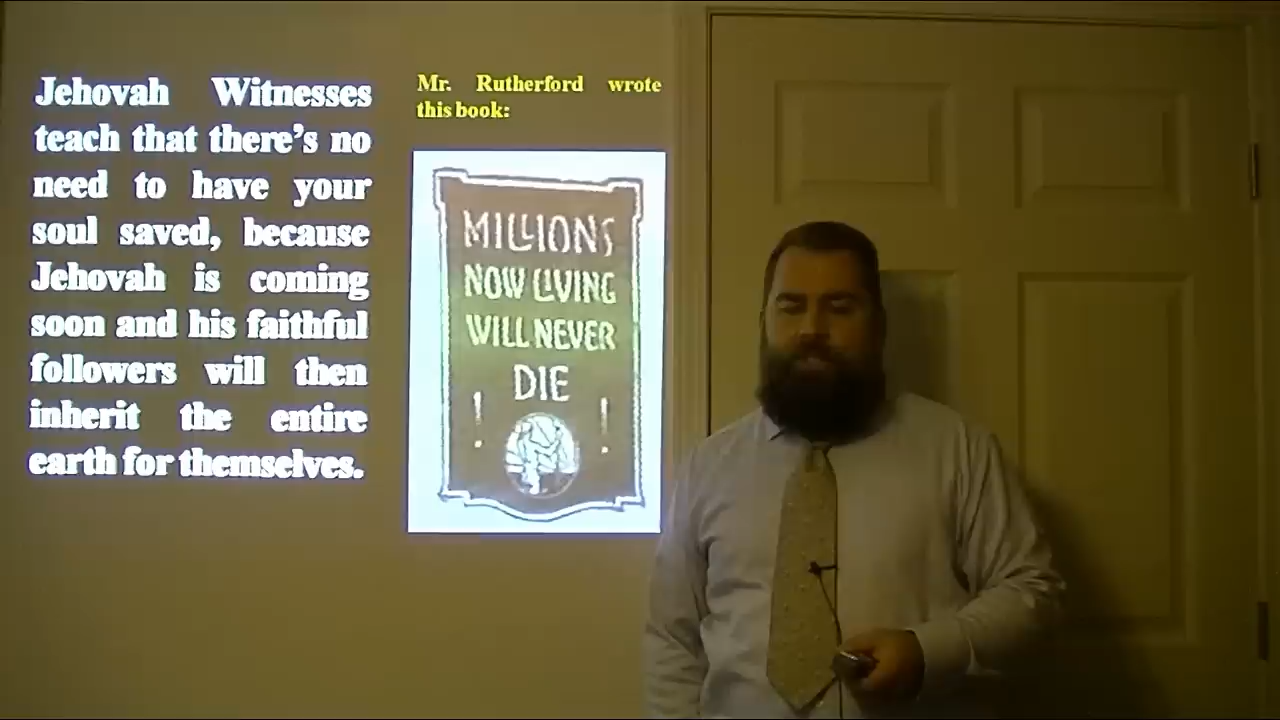 Jehovah Witnesses
teach that there's no
need to have your
soul saved, because
Jehovah is coming
soon and his faithful
followers will then
inherit the entire
earth for themselves.
Mr. Rutherford wrote
this book:
MILLIONS
NOW LIVING
WILL NEVER
DIE
! !